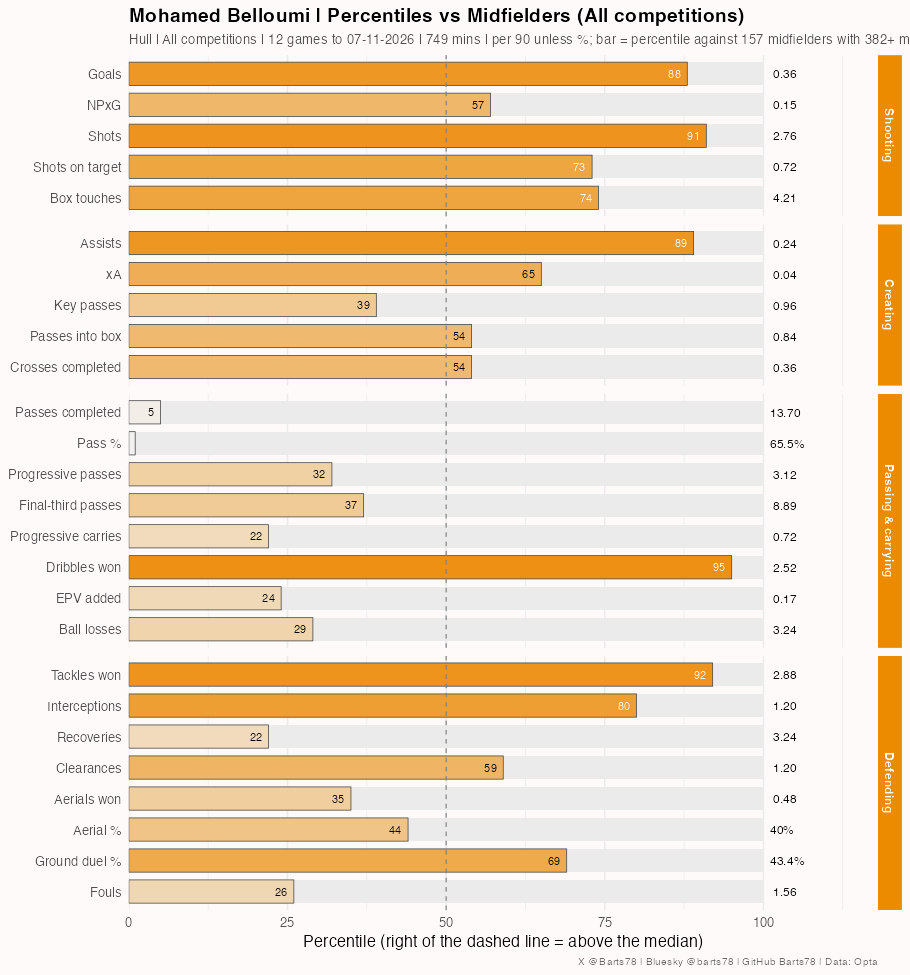 Mohamed Belloumi | Percentiles vs Midfielders (All competitions)
Hull | All competitions | 12 games to 07-11-2026 | 749 mins | per 90 unless %; bar = percentile against 157 midfielders with 382+ m
Shooting
Goals 88 0.36
NPxG 57 0.15
Shots 91 2.76
Shots on target 73 0.72
Box touches 74 4.21
Creating
Assists 89 0.24
xA 65 0.04
Key passes 39 0.96
Passes into box 54 0.84
Crosses completed 54 0.36
Passing & carrying
Passes completed 5 13.70
Pass % 65.5%
Progressive passes 32 3.12
Final-third passes 37 8.89
Progressive carries 22 0.72
Dribbles won 95 2.52
EPV added 24 0.17
Ball losses 29 3.24
Defending
Tackles won 92 2.88
Interceptions 80 1.20
Recoveries 22 3.24
Clearances 59 1.20
Aerials won 35 0.48
Aerial % 44 40%
Ground duel % 69 43.4%
Fouls 26 1.56
0 25 50 75 100
Percentile (right of the dashed line = above the median)
X @Barts78 | Bluesky @barts78 | GitHub Barts78 | Data: Opta